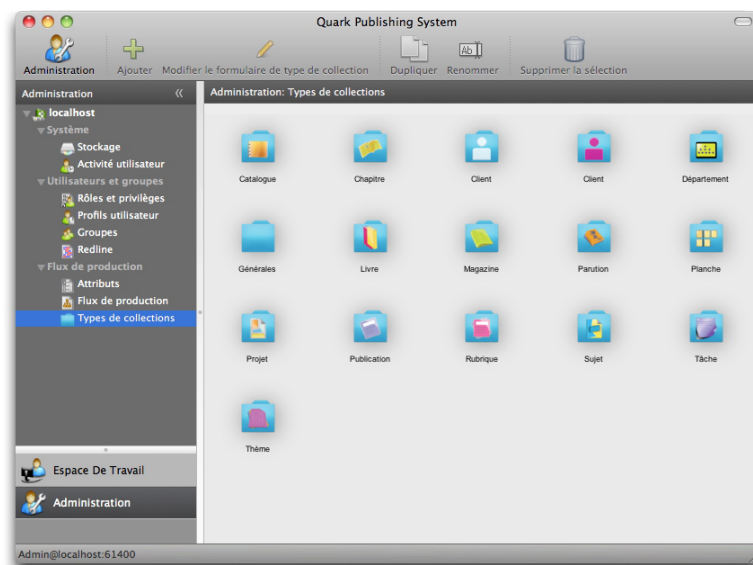 Quark Publishing System
Administration Ajouter Modifier le formulaire de type de collection Dupliquer Renommer Supprimer la sélection
Administration
Administration: Types de collections
localhost
Système
Stockage
Activité utilisateur
Utilisateurs et groupes
Rôles et privilèges
Profils utilisateur
Groupes
Redline
Flux de production
Attributs
Flux de production
Types de collections
Catalogue Chapitre Client Client Département
Générales Livre Magazine Parution Planche
Projet Publication Rubrique Sujet Tâche
Thème
Espace De Travail
Administration
Admin@localhost:61400